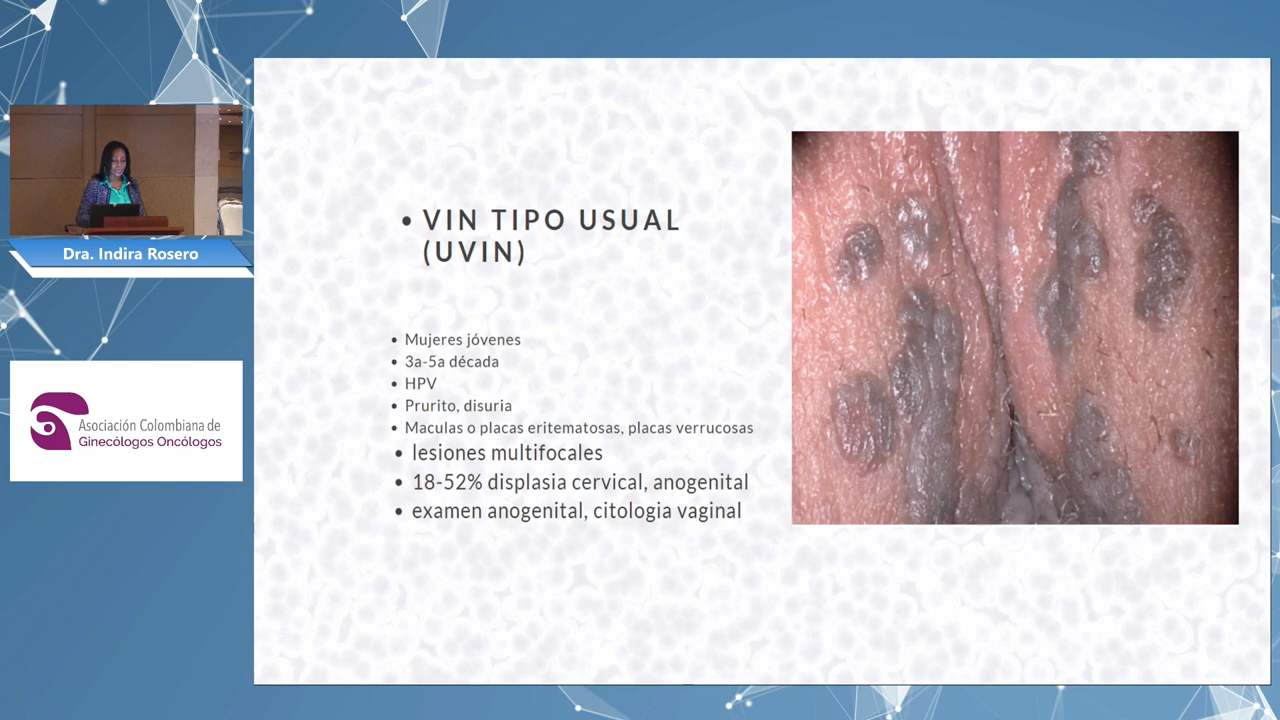 Dra. Indira Rosero
Asociación Colombiana de
Ginecólogos Oncólogos
• VIN TIPO USUAL
(UVIN)
• Mujeres jóvenes
• 3a-5a década
• HPV
• Prurito, disuria
• Maculas o placas eritematosas, placas verrucosas
• lesiones multifocales
• 18-52% displasia cervical, anogenital
• examen anogenital, citologia vaginal